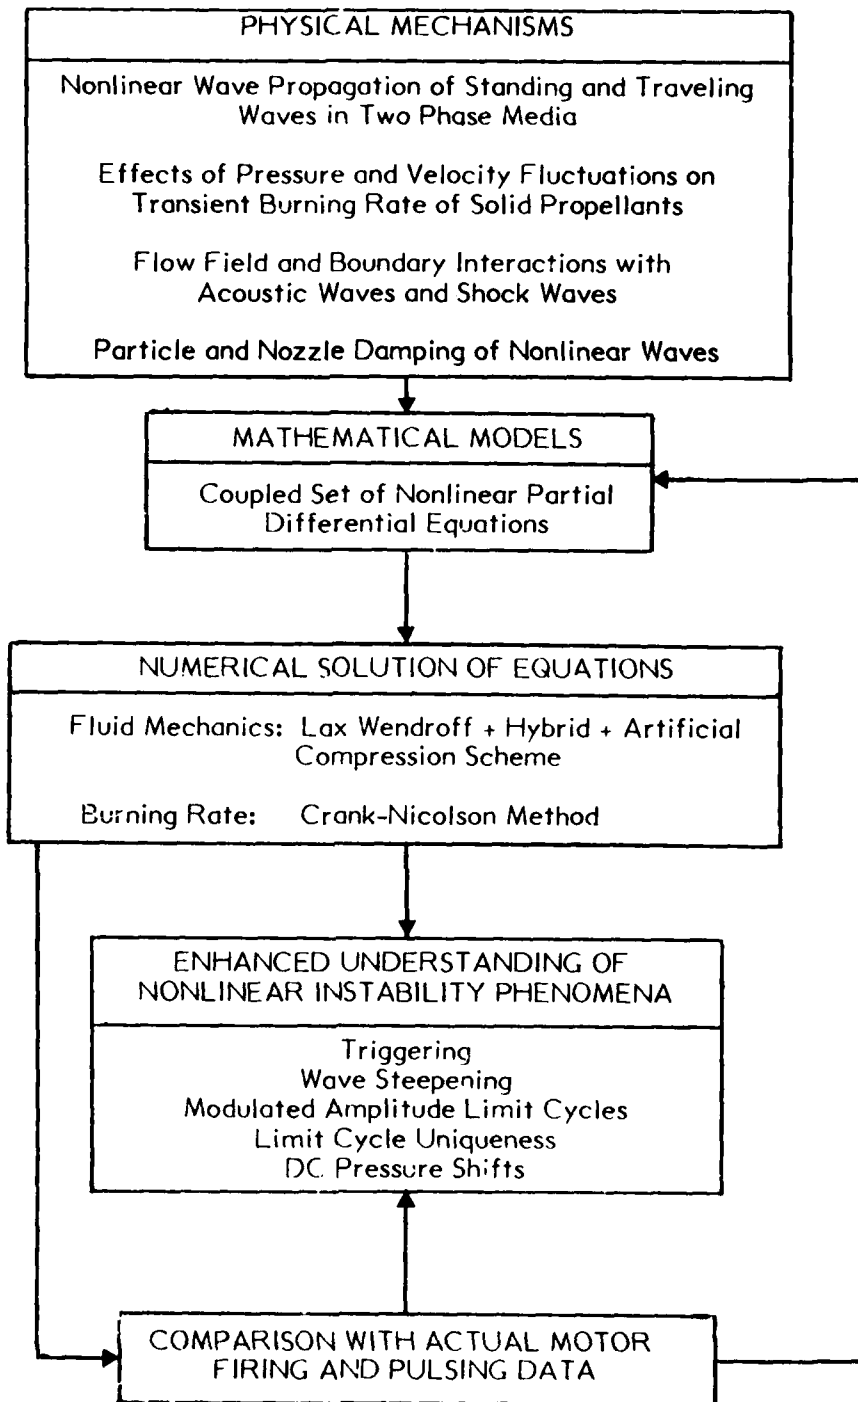 PHYSICAL MECHANISMS
Nonlinear Wave Propagation of Standing and Traveling
Waves in Two Phase Media
Effects of Pressure and Velocity Fluctuations on
Transient Burning Rate of Solid Propellants
Flow Field and Boundary Interactions with
Acoustic Waves and Shock Waves
Particle and Nozzle Damping of Nonlinear Waves
MATHEMATICAL MODELS
Coupled Set of Nonlinear Partial
Differential Equations
NUMERICAL SOLUTION OF EQUATIONS
Fluid Mechanics: Lax Wendroff + Hybrid + Artificial
Compression Scheme
Burning Rate: Crank-Nicolson Method
ENHANCED UNDERSTANDING OF
NONLINEAR INSTABILITY PHENOMENA
Triggering
Wave Steepening
Modulated Amplitude Limit Cycles
Limit Cycle Uniqueness
DC Pressure Shifts
COMPARISON WITH ACTUAL MOTOR
FIRING AND PULSING DATA